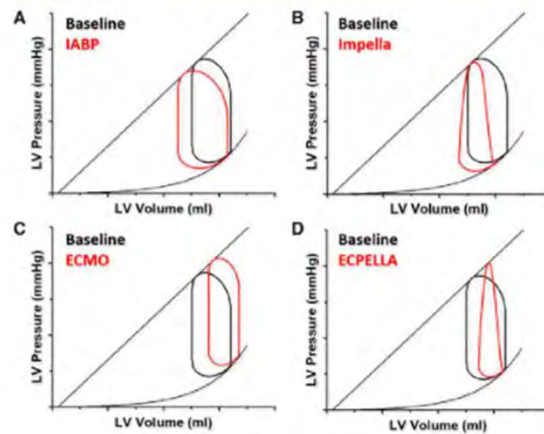 A
Baseline
IABP
LV Pressure (mmHg)
LV Volume (ml)
B
Baseline
Impella
LV Pressure (mmHg)
LV Volume (ml)
C
Baseline
ECMO
LV Pressure (mmHg)
LV Volume (ml)
D
Baseline
ECPELLA
LV Pressure (mmHg)
LV Volume (ml)